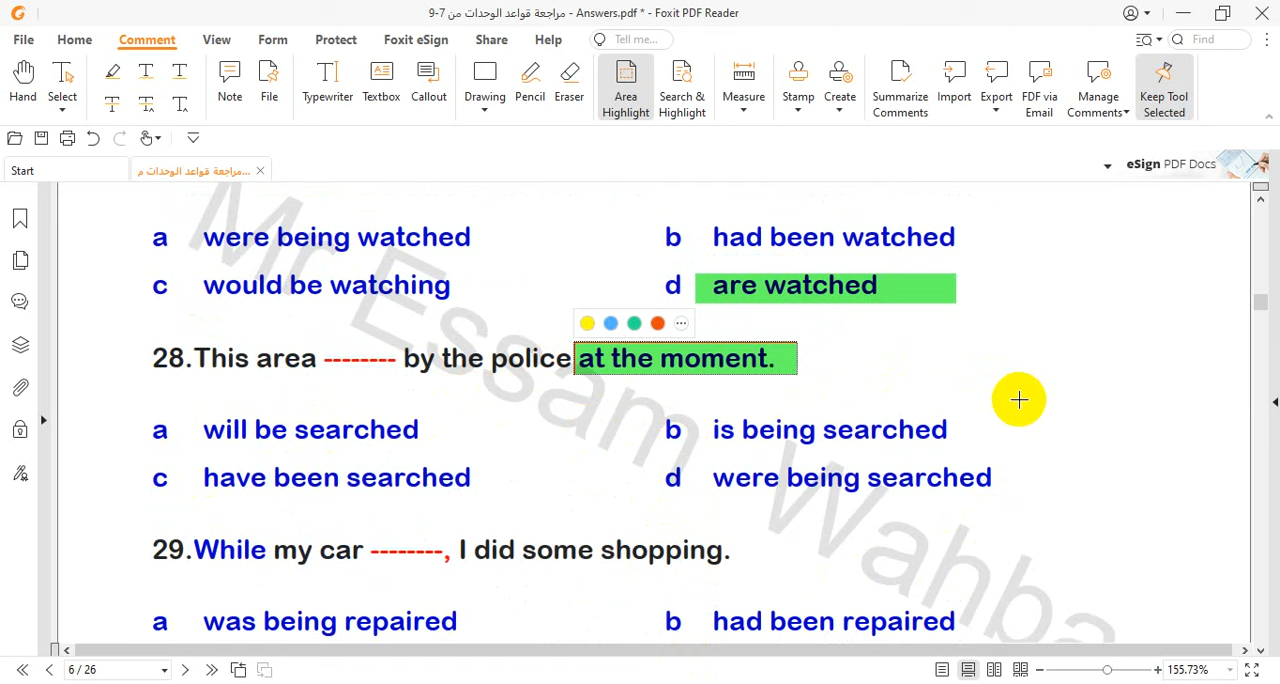 مراجعة قواعد الوحدات من 7-9 - Answers.pdf * - Foxit PDF Reader
File Home Comment View Form Protect Foxit eSign Share Help Tell me... Find
Hand Select Note File Typewriter Textbox Callout Drawing Pencil Eraser Area Highlight Search & Highlight Measure Stamp Create Summarize Comments Import Export FDF via Email Manage Comments Keep Tool Selected
Start مراجعة قواعد الوحدات م... eSign PDF Docs
a were being watched b had been watched
c would be watching d are watched
28.This area -------- by the police at the moment.
a will be searched b is being searched
c have been searched d were being searched
29.While my car --------, I did some shopping.
a was being repaired b had been repaired
Mr Essam Wahba
6 / 26 155.73%